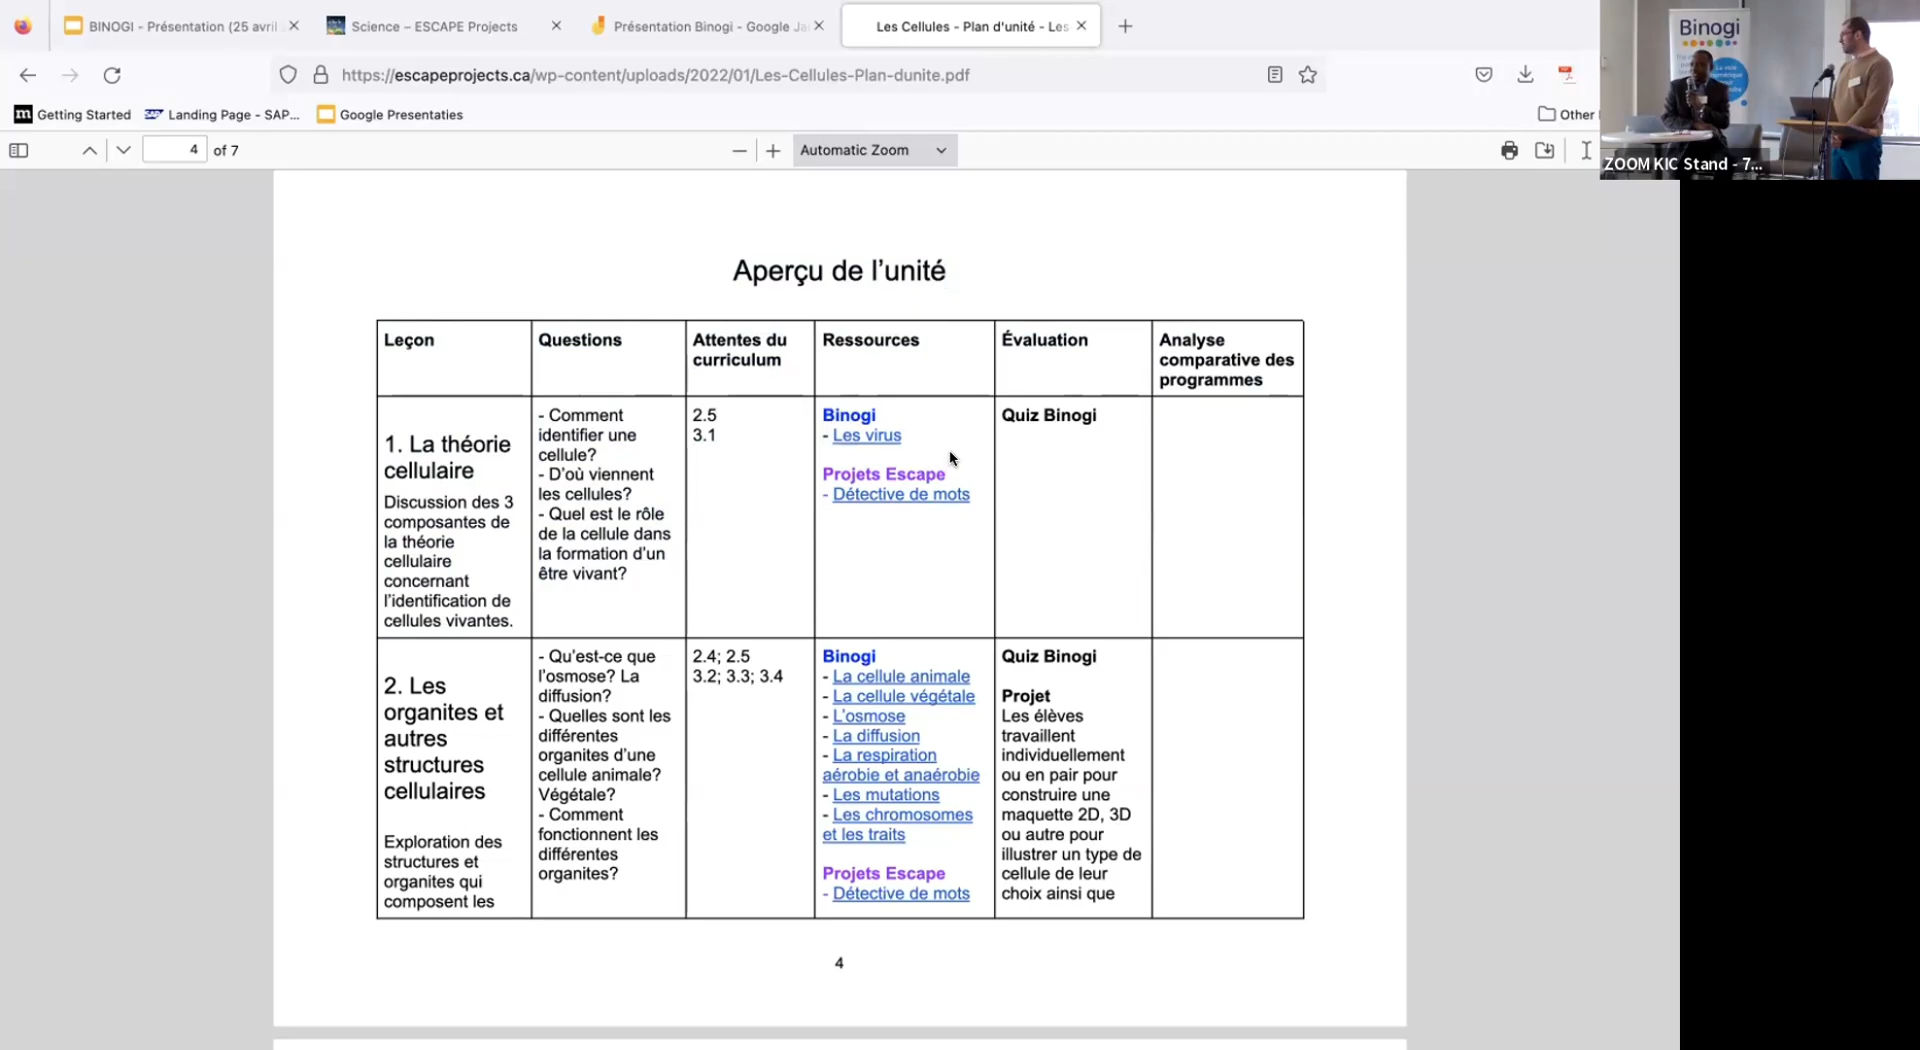 BINOGI - Présentation (25 avril
Science – ESCAPE Projects
Présentation Binogi - Google Ja
Les Cellules - Plan d'unité - Les
https://escapeprojects.ca/wp-content/uploads/2022/01/Les-Cellules-Plan-dunite.pdf
Getting Started
Landing Page - SAP...
Google Presentaties
Other
4 of 7
Automatic Zoom
Binogi
ZOOM KIC Stand - 7...
Aperçu de l’unité
Leçon
Questions
Attentes du
curriculum
Ressources
Évaluation
Analyse
comparative des
programmes
1. La théorie
cellulaire
Discussion des 3
composantes de
la théorie
cellulaire
concernant
l’identification de
cellules vivantes.
- Comment
identifier une
cellule?
- D’où viennent
les cellules?
- Quel est le rôle
de la cellule dans
la formation d’un
être vivant?
2.5
3.1
Binogi
- Les virus
Projets Escape
- Détective de mots
Quiz Binogi
2. Les
organites et
autres
structures
cellulaires
Exploration des
structures et
organites qui
composent les
- Qu’est-ce que
l’osmose? La
diffusion?
- Quelles sont les
différentes
organites d’une
cellule animale?
Végétale?
- Comment
fonctionnent les
différentes
organites?
2.4; 2.5
3.2; 3.3; 3.4
Binogi
- La cellule animale
- La cellule végétale
- L’osmose
- La diffusion
- La respiration
aérobie et anaérobie
- Les mutations
- Les chromosomes
et les traits
Projets Escape
- Détective de mots
Quiz Binogi
Projet
Les élèves
travaillent
individuellement
ou en pair pour
construire une
maquette 2D, 3D
ou autre pour
illustrer un type de
cellule de leur
choix ainsi que
4